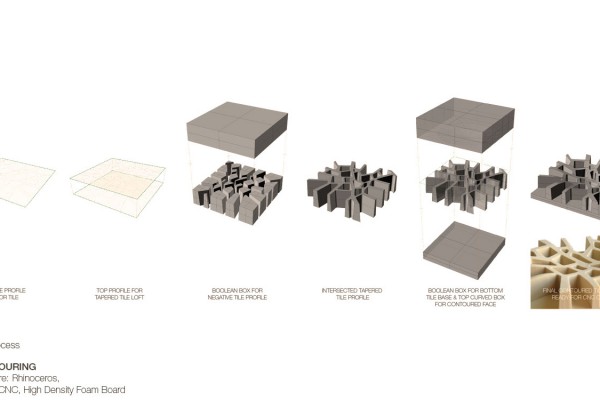 E PROFILE
OR TILE
TOP PROFILE FOR
TAPERED TILE LOFT
BOOLEAN BOX FOR
NEGATIVE TILE PROFILE
INTERSECTED TAPERED
TILE PROFILE
BOOLEAN BOX FOR BOTTOM
TILE BASE & TOP CURVED BOX
FOR CONTOURED FACE
FINAL CONTOURED
READY FOR CNC
ocess
OURING
re: Rhinoceros,
CNC, High Density Foam Board